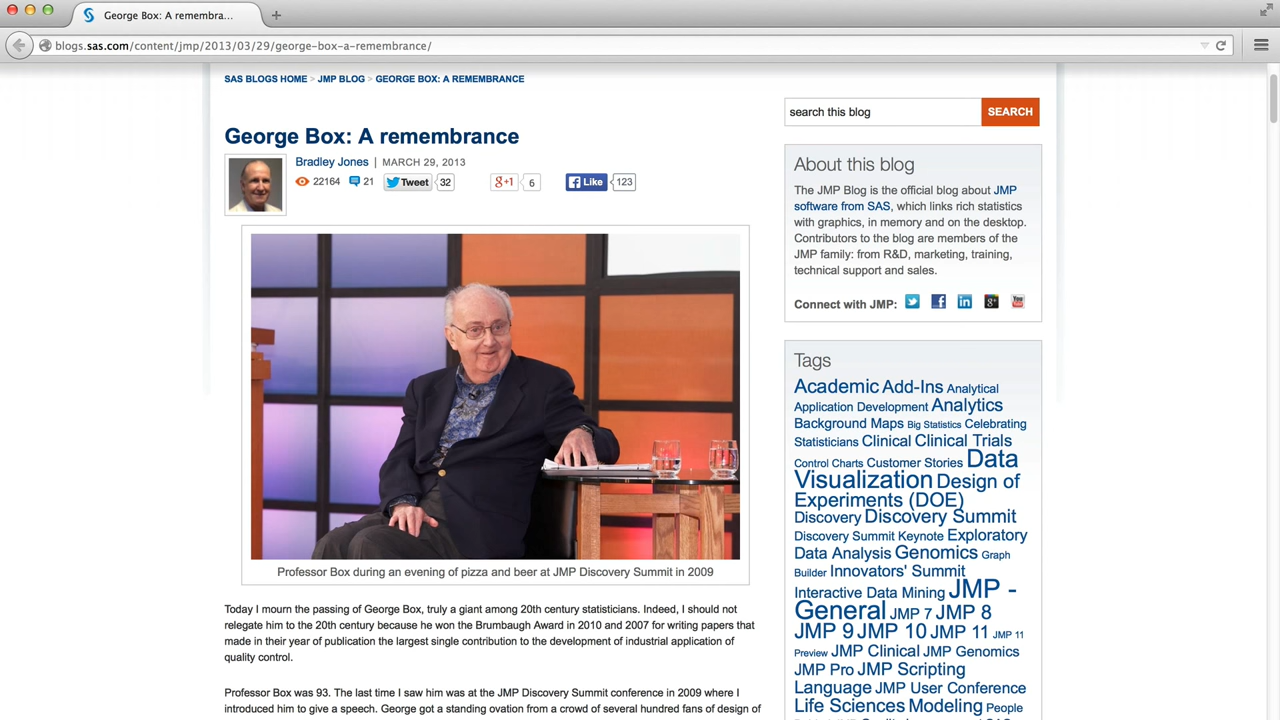 George Box: A remembra...
blogs.sas.com/content/jmp/2013/03/29/george-box-a-remembrance/
SAS BLOGS HOME > JMP BLOG > GEORGE BOX: A REMEMBRANCE
George Box: A remembrance
Bradley Jones | MARCH 29, 2013
22164 21 Tweet 32 g+1 6 Like 123
Professor Box during an evening of pizza and beer at JMP Discovery Summit in 2009
Today I mourn the passing of George Box, truly a giant among 20th century statisticians. Indeed, I should not
relegate him to the 20th century because he won the Brumbaugh Award in 2010 and 2007 for writing papers that
made in their year of publication the largest single contribution to the development of industrial application of
quality control.
Professor Box was 93. The last time I saw him was at the JMP Discovery Summit conference in 2009 where I
introduced him to give a speech. George got a standing ovation from a crowd of several hundred fans of design of
search this blog SEARCH
About this blog
The JMP Blog is the official blog about JMP
software from SAS, which links rich statistics
with graphics, in memory and on the desktop.
Contributors to the blog are members of the
JMP family: from R&D, marketing, training,
technical support and sales.
Connect with JMP:
Tags
Academic Add-Ins Analytical
Application Development Analytics
Background Maps Big Statistics Celebrating
Statisticians Clinical Clinical Trials
Control Charts Customer Stories Data
Visualization Design of
Experiments (DOE)
Discovery Discovery Summit
Discovery Summit Keynote Exploratory
Data Analysis Genomics Graph
Builder Innovators' Summit
Interactive Data Mining JMP -
General JMP 7 JMP 8
JMP 9 JMP 10 JMP 11 JMP 11
Preview JMP Clinical JMP Genomics
JMP Pro JMP Scripting
Language JMP User Conference
Life Sciences Modeling People